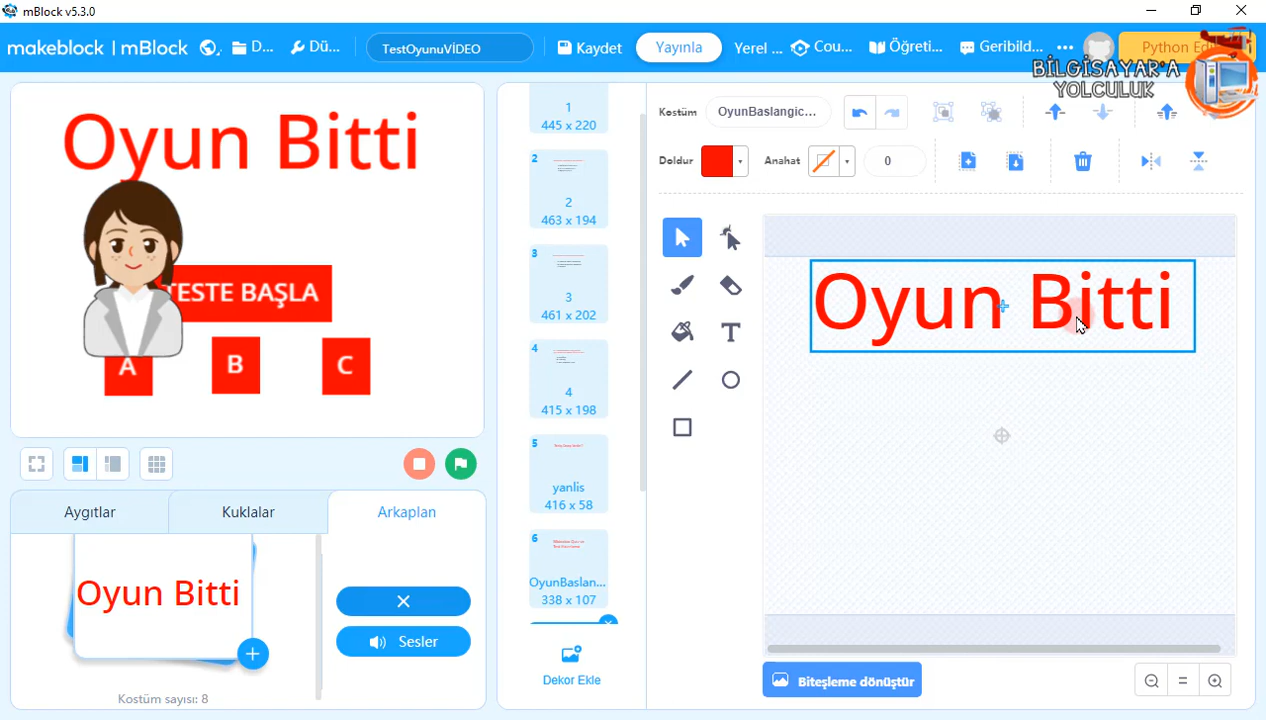 mBlock v5.3.0
makeblock | mBlock
D...
Dü...
TestOyunuVİDEO
Kaydet
Yayınla
Yerel ...
Cou...
Öğreti...
Geribild...
Python Ed
BİLGİSAYAR'A
YOLCULUK
Oyun Bitti
TESTE BAŞLA
A
B
C
1
445 x 220
2
2
463 x 194
3
3
461 x 202
4
4
415 x 198
5
yanlis
416 x 58
6
OyunBaslan...
338 x 107
Dekor Ekle
Kostüm
OyunBaslangic...
Doldur
Anahat
0
Oyun Bitti
Biteşleme dönüştür
Aygıtlar
Kuklalar
Arkaplan
Oyun Bitti
Sesler
Kostüm sayısı: 8